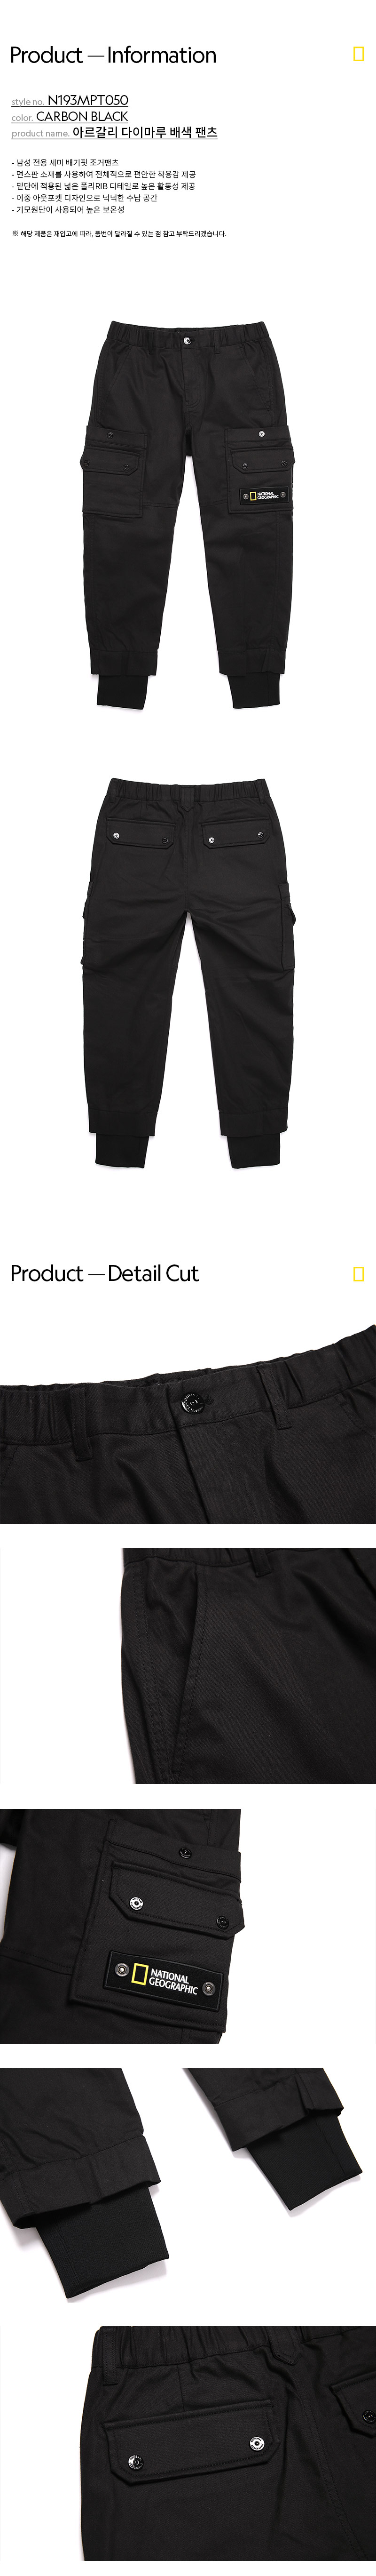 Product — Information
style no. N193MPT050
color. CARBON BLACK
product name. 아르갈리 다이마루 배색 팬츠
- 남성 전용 세미 배기핏 조거팬츠
- 면스판 소재를 사용하여 전체적으로 편안한 착용감 제공
- 밑단에 적용된 넓은 폴리RIB 디테일로 높은 활동성 제공
- 이중 아웃포켓 디자인으로 넉넉한 수납 공간
- 기모원단이 사용되어 높은 보온성
※ 해당 제품은 재입고에 따라, 품번이 달라질 수 있는 점 참고 부탁드리겠습니다.
NATIONAL
GEOGRAPHIC
Product — Detail Cut
NATIONAL
GEOGRAPHIC